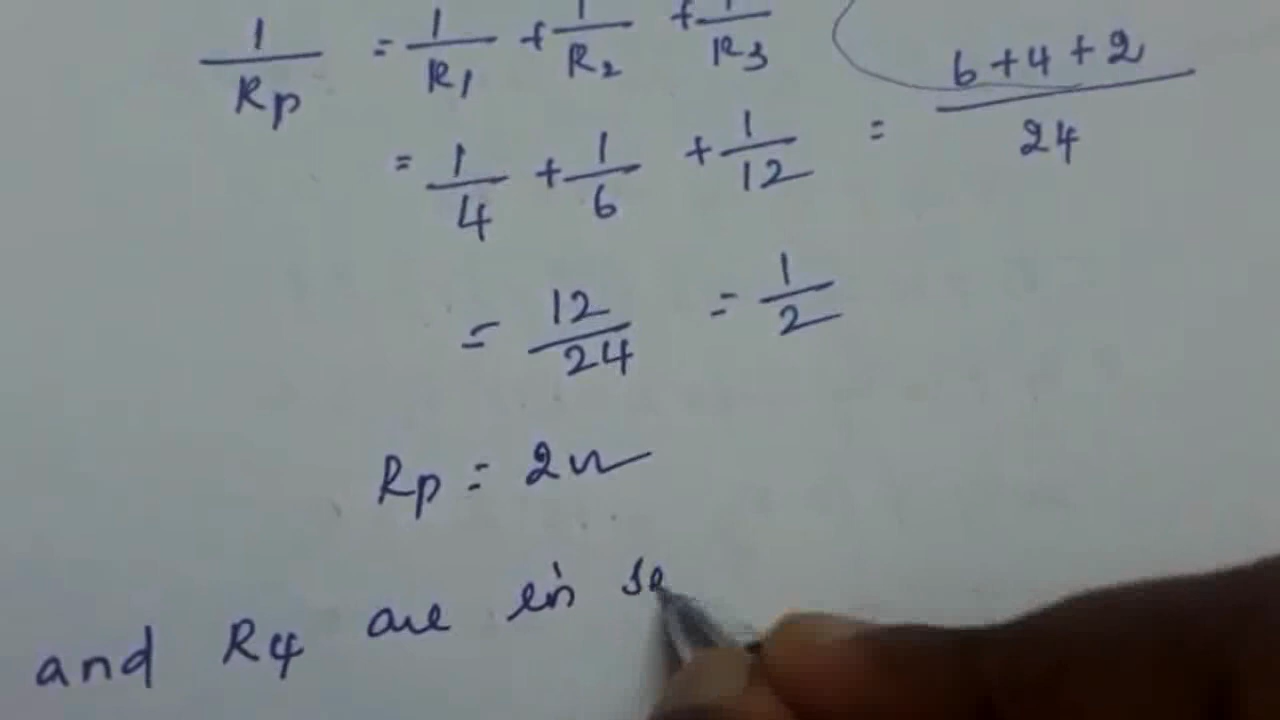 1/Rp = 1/R1 + 1/R2 + 1/R3
= 1/4 + 1/6 + 1/12 = 6+4+2/24
= 12/24 = 1/2
Rp = 2Ω
and R4 are in se